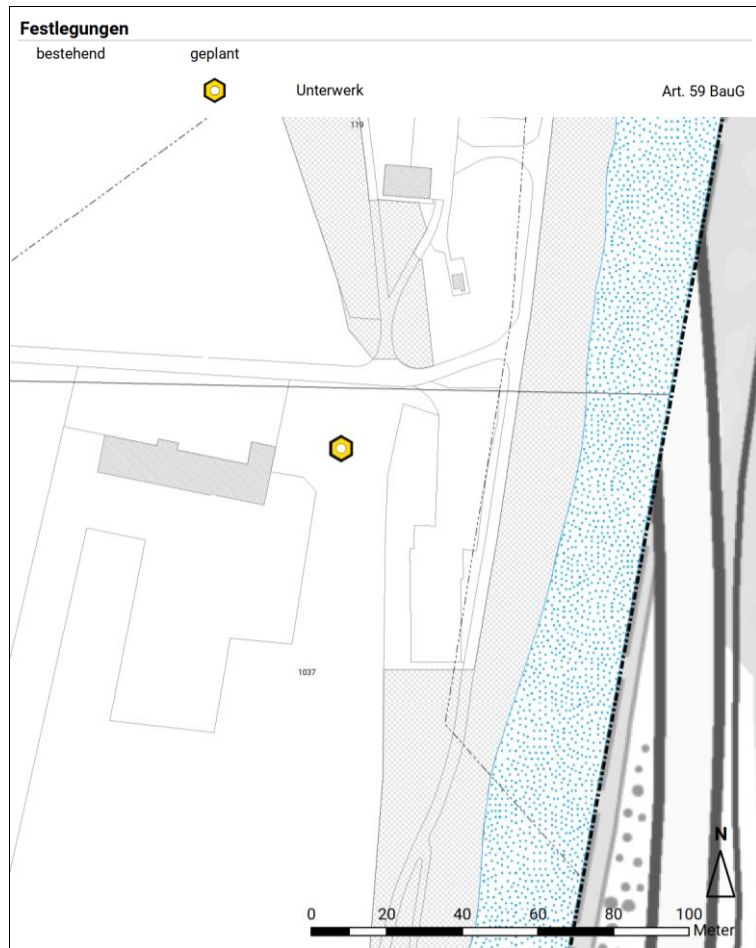 Festlegungen
bestehend geplant
Unterwerk Art. 59 BauG
119
1037
N
0 20 40 60 80 100
Meter